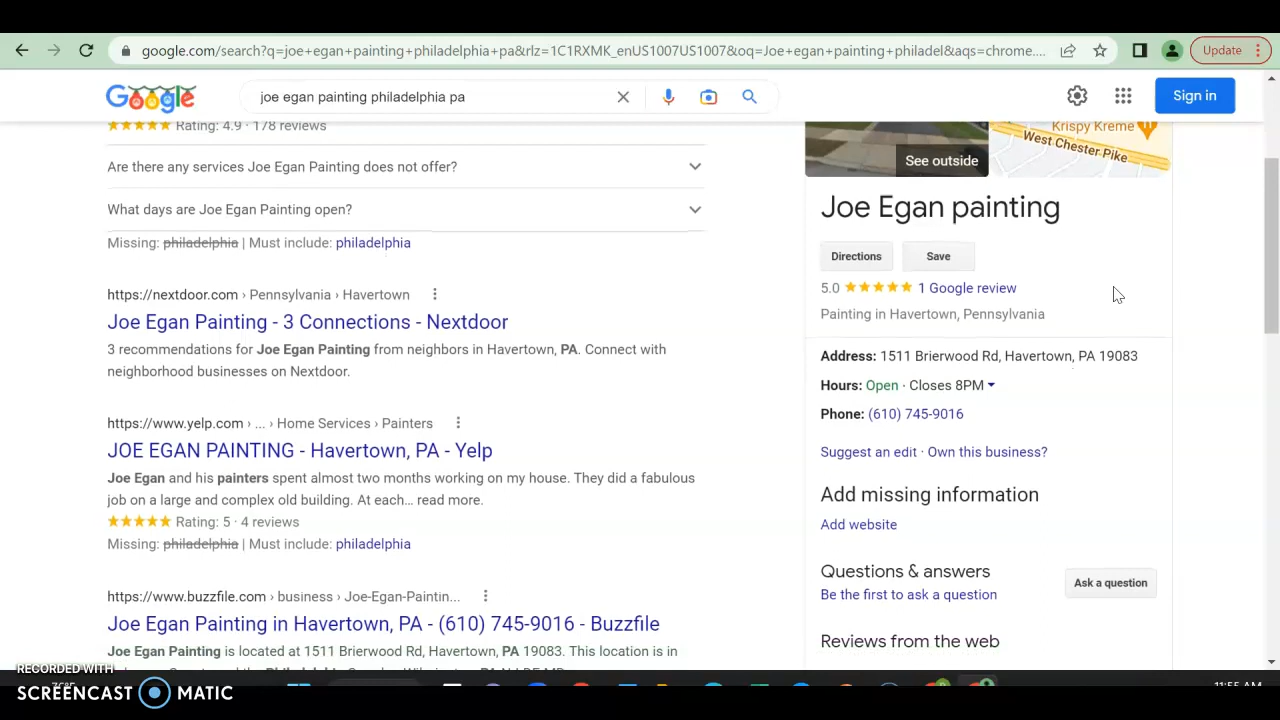 google.com/search?q=joe+egan+painting+philadelphia+pa&rlz=1C1RXMK_enUS1007US1007&oq=Joe+egan+painting+philadel&aqs=chrome....
Update
Google
joe egan painting philadelphia pa
Sign in
Rating: 4.9 · 178 reviews
Are there any services Joe Egan Painting does not offer?
What days are Joe Egan Painting open?
Missing: philadelphia | Must include: philadelphia
https://nextdoor.com › Pennsylvania › Havertown
Joe Egan Painting - 3 Connections - Nextdoor
3 recommendations for Joe Egan Painting from neighbors in Havertown, PA. Connect with
neighborhood businesses on Nextdoor.
https://www.yelp.com › ... › Home Services › Painters
JOE EGAN PAINTING - Havertown, PA - Yelp
Joe Egan and his painters spent almost two months working on my house. They did a fabulous
job on a large and complex old building. At each... read more.
Rating: 5 · 4 reviews
Missing: philadelphia | Must include: philadelphia
https://www.buzzfile.com › business › Joe-Egan-Paintin...
Joe Egan Painting in Havertown, PA - (610) 745-9016 - Buzzfile
Joe Egan Painting is located at 1511 Brierwood Road Havertown, PA 19083. This location is in
See outside
Krispy Kreme
West Chester Pike
Joe Egan painting
Directions
Save
5.0
1 Google review
Painting in Havertown, Pennsylvania
Address: 1511 Brierwood Rd, Havertown, PA 19083
Hours: Open · Closes 8PM
Phone: (610) 745-9016
Suggest an edit · Own this business?
Add missing information
Add website
Questions & answers
Ask a question
Be the first to ask a question
Reviews from the web
RECORDED WITH
SCREENCAST MATIC